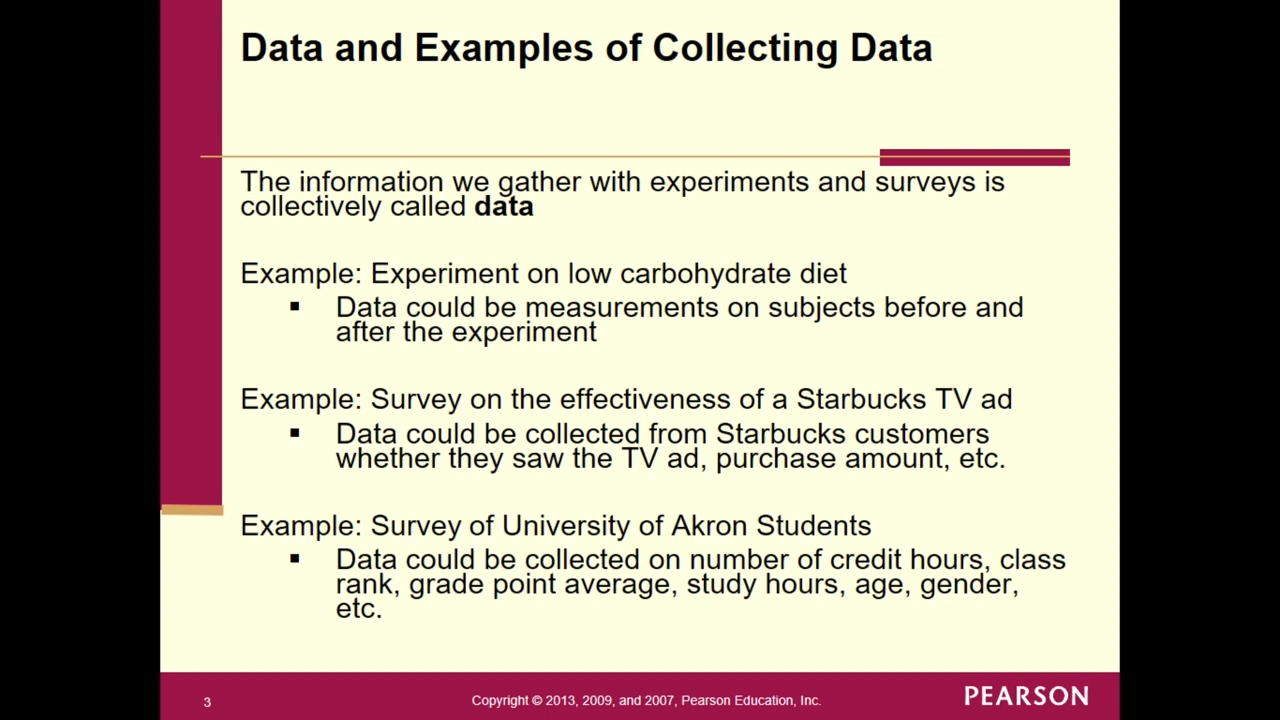 Data and Examples of Collecting Data
The information we gather with experiments and surveys is
collectively called data
Example: Experiment on low carbohydrate diet
▪ Data could be measurements on subjects before and
after the experiment
Example: Survey on the effectiveness of a Starbucks TV ad
▪ Data could be collected from Starbucks customers
whether they saw the TV ad, purchase amount, etc.
Example: Survey of University of Akron Students
▪ Data could be collected on number of credit hours, class
rank, grade point average, study hours, age, gender,
etc.
3
Copyright © 2013, 2009, and 2007, Pearson Education, Inc.
PEARSON